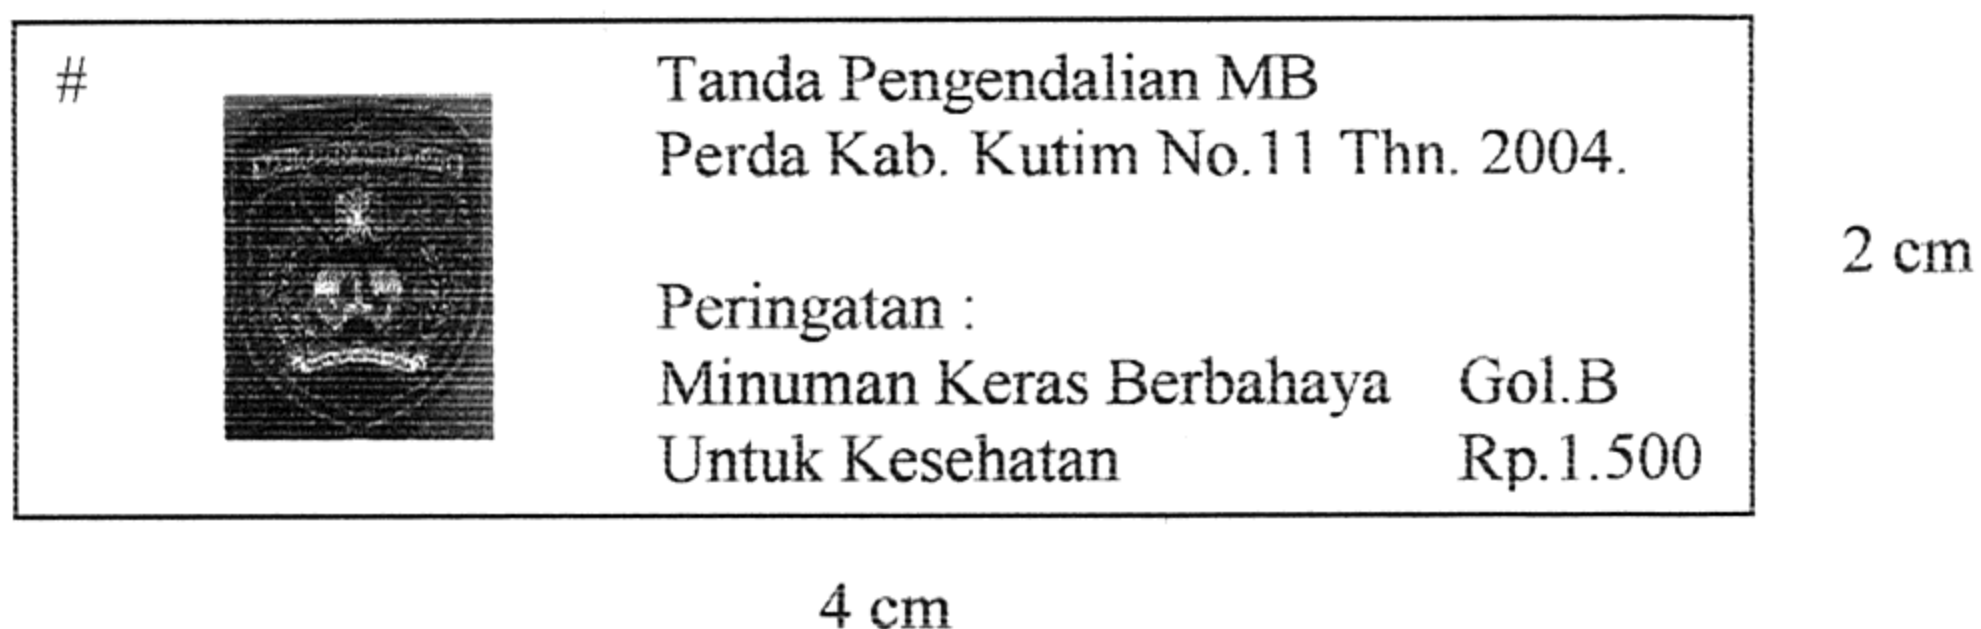 #
Tanda Pengendalian MB
Perda Kab. Kutim No.11 Thn. 2004.
2 cm
Peringatan :
Minuman Keras Berbahaya Gol.B
Untuk Kesehatan Rp.1.500
4 cm